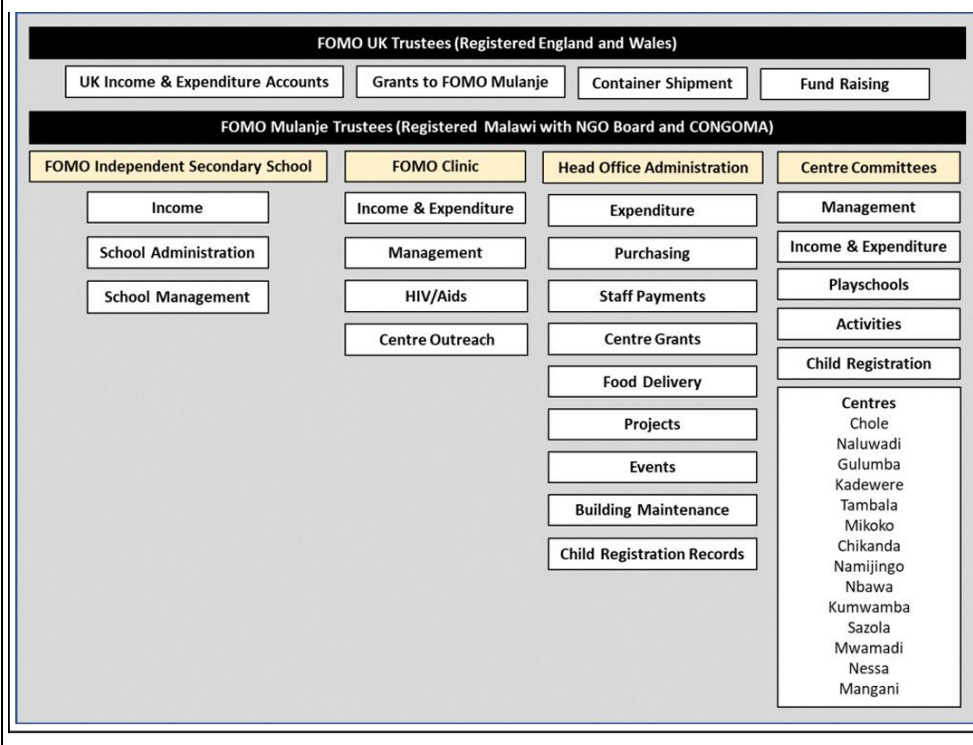 FOMO UK Trustees (Registered England and Wales)
UK Income & Expenditure Accounts
Grants to FOMO Mulanje
Container Shipment
Fund Raising
FOMO Mulanje Trustees (Registered Malawi with NGO Board and CONGOMA)
FOMO Independent Secondary School
Income
School Administration
School Management
FOMO Clinic
Income & Expenditure
Management
HIV/Aids
Centre Outreach
Head Office Administration
Expenditure
Purchasing
Staff Payments
Centre Grants
Food Delivery
Projects
Events
Building Maintenance
Child Registration Records
Centre Committees
Management
Income & Expenditure
Playschools
Activities
Child Registration
Centres
Chole
Naluwadi
Gulumba
Kadewere
Tambala
Mikoko
Chikanda
Namijingo
Nbawa
Kumwamba
Sazola
Mwamadi
Nessa
Mangani